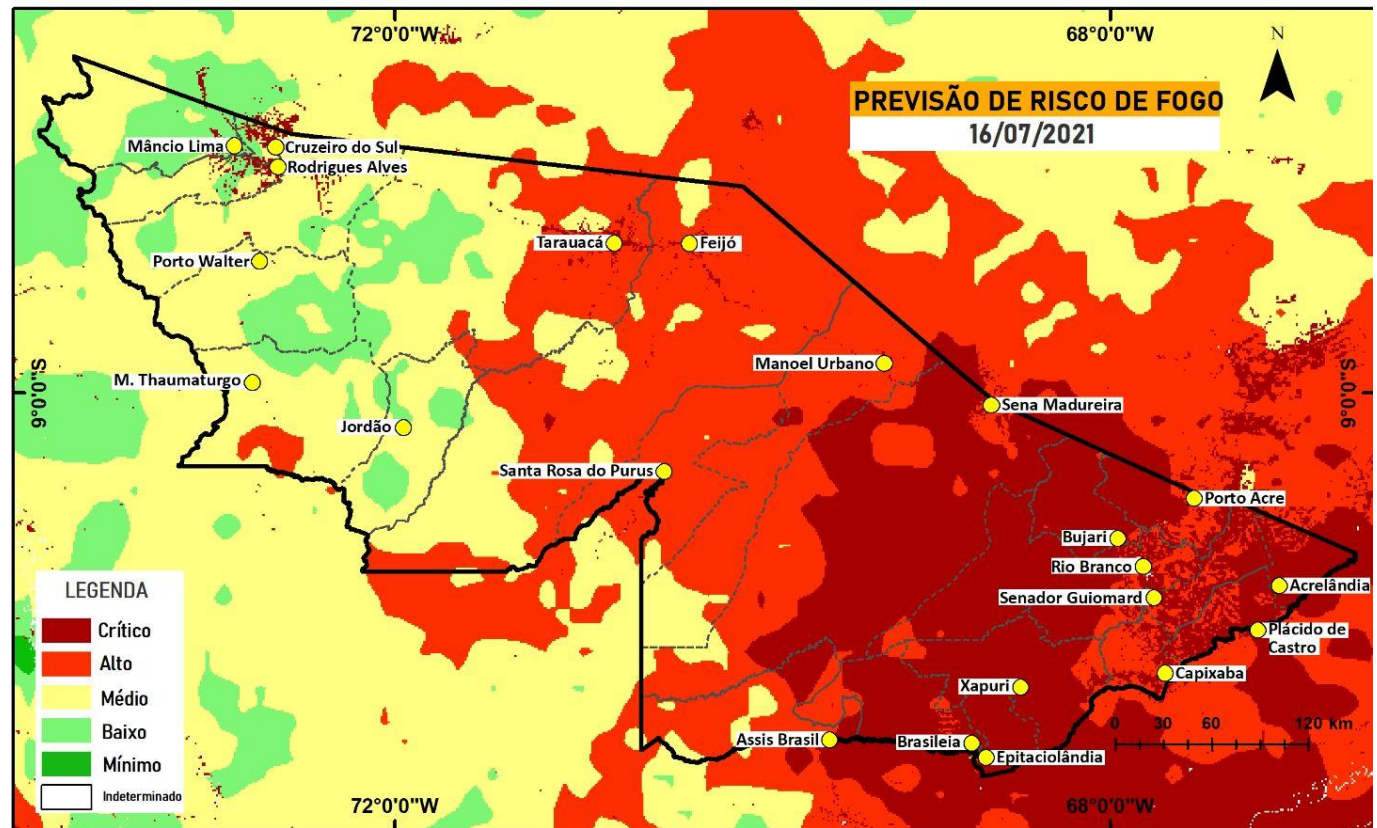 72°0'0"W
68°0'0"W
N
PREVISÃO DE RISCO DE FOGO
16/07/2021
Mâncio Lima
Cruzeiro do Sul
Rodrigues Alves
Tarauacá
Feijó
Porto Walter
Manoel Urbano
M. Thaumaturgo
9°0'0"S
9°0'0"S
Sena Madureira
Jordão
Santa Rosa do Purus
Porto Acre
Bujari
Rio Branco
Acrelândia
Senador Guiomard
Plácido de
Castro
Capixaba
Xapuri
Assis Brasil
Brasileia
Epitaciolândia
0 30 60 120 km
LEGENDA
Crítico
Alto
Médio
Baixo
Mínimo
Indeterminado
72°0'0"W
68°0'0"W